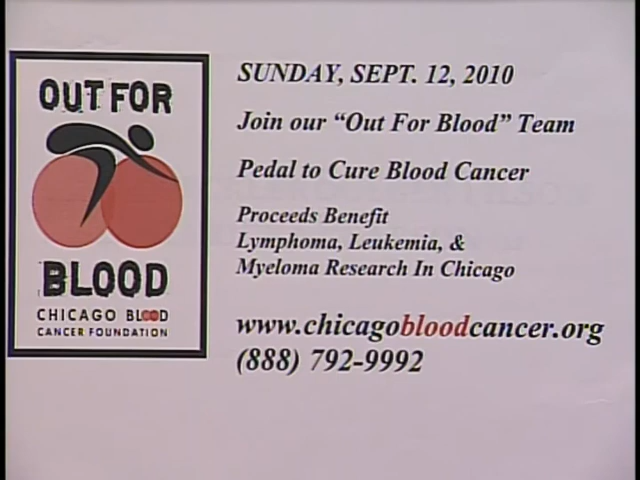 OUT FOR
BLOOD
CHICAGO BLOOD
CANCER FOUNDATION
SUNDAY, SEPT. 12, 2010
Join our “Out For Blood” Team
Pedal to Cure Blood Cancer
Proceeds Benefit
Lymphoma, Leukemia, &
Myeloma Research In Chicago
www.chicagobloodcancer.org
(888) 792-9992